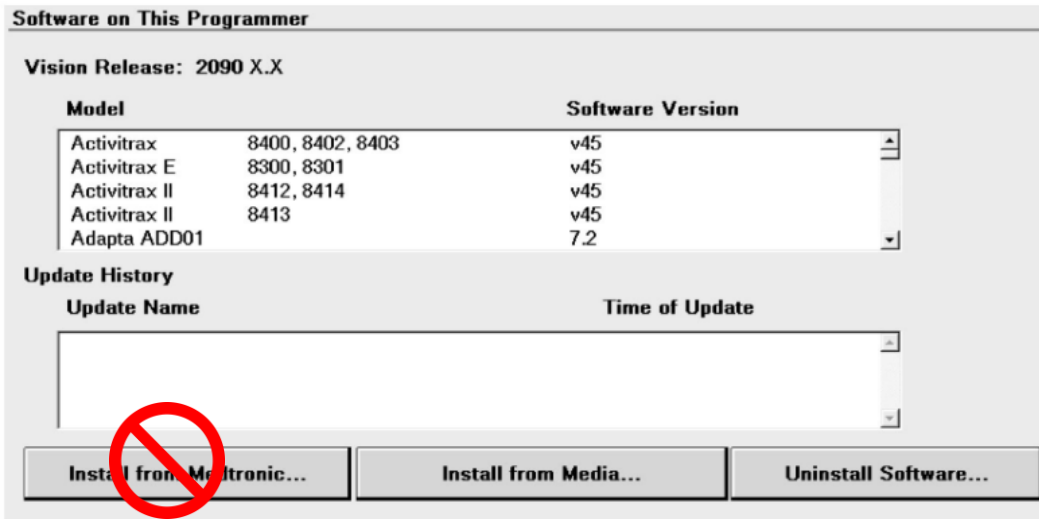 Software on This Programmer
Vision Release: 2090 X.X
Model Software Version
Activitrax 8400, 8402, 8403 v45
Activitrax E 8300, 8301 v45
Activitrax II 8412, 8414 v45
Activitrax II 8413 v45
Adapta ADD01 7.2
Update History
Update Name Time of Update
Install from Medtronic... Install from Media... Uninstall Software...